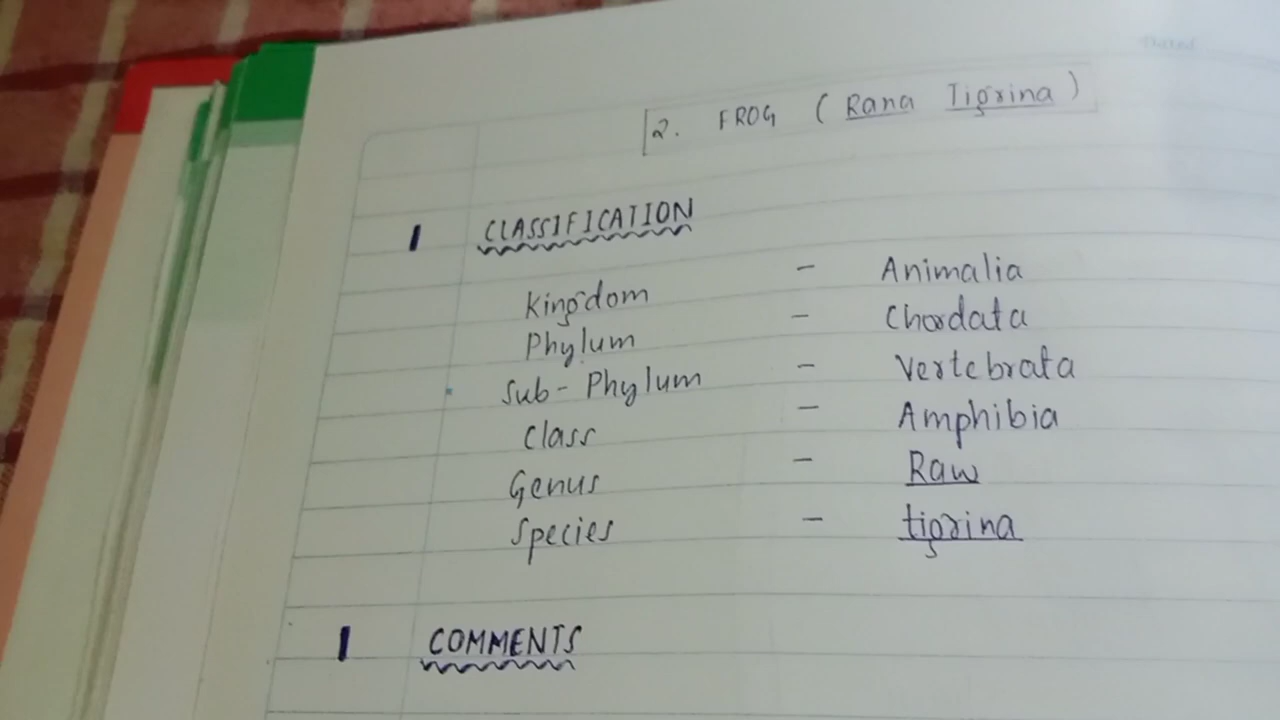 2. FROG ( Rana Tigrina )
CLASSIFICATION
Kingdom - Animalia
Phylum - Chordata
Sub-Phylum - Vertebrata
Class - Amphibia
Genus - Raw
Species - tigrina
COMMENTS